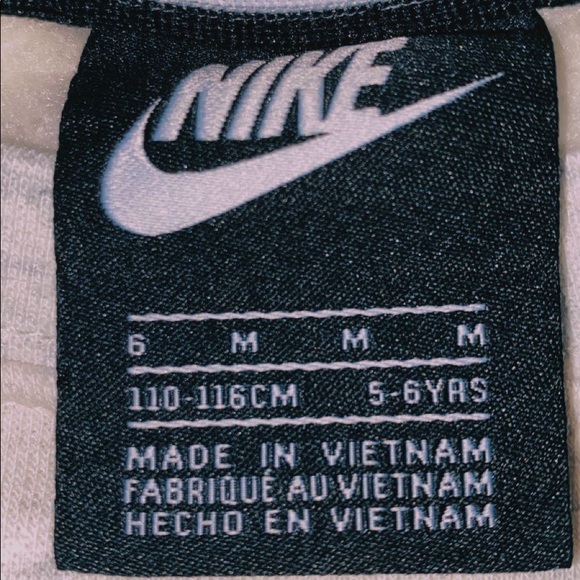 NIKE
6 M M M
110-116CM 5-6YRS
MADE IN VIETNAM
FABRIQUÉ AU VIETNAM
HECHO EN VIETNAM